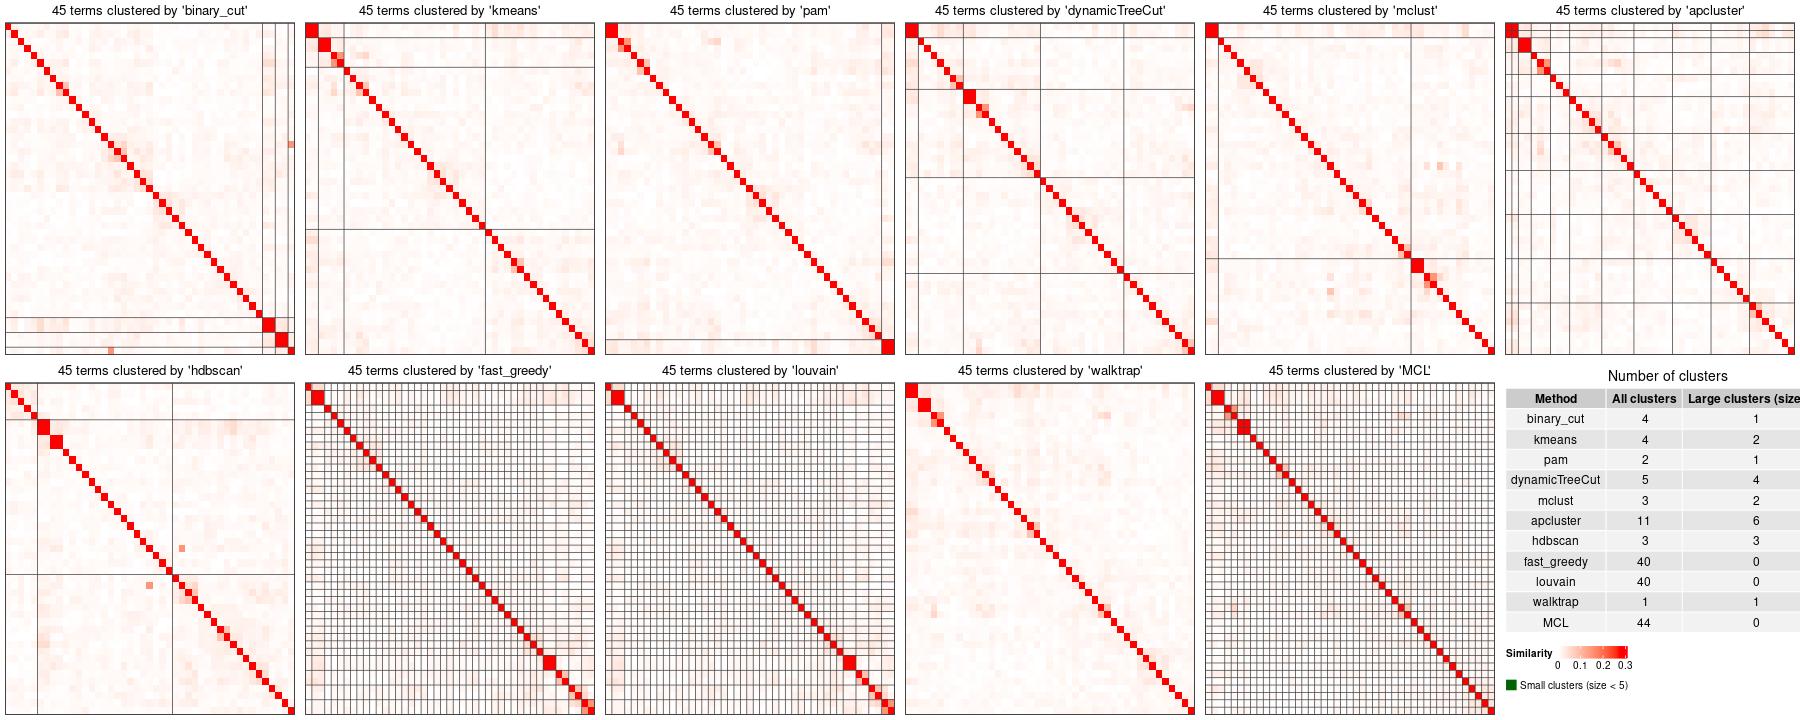 45 terms clustered by 'binary_cut'
45 terms clustered by 'kmeans'
45 terms clustered by 'pam'
45 terms clustered by 'dynamicTreeCut'
45 terms clustered by 'mclust'
45 terms clustered by 'apcluster'
45 terms clustered by 'hdbscan'
45 terms clustered by 'fast_greedy'
45 terms clustered by 'louvain'
45 terms clustered by 'walktrap'
45 terms clustered by 'MCL'
Number of clusters
Method All clusters Large clusters (size
binary_cut 4 1
kmeans 4 2
pam 2 1
dynamicTreeCut 5 4
mclust 3 2
apcluster 11 6
hdbscan 3 3
fast_greedy 40 0
louvain 40 0
walktrap 1 1
MCL 44 0
Similarity
0 0.1 0.2 0.3
Small clusters (size < 5)